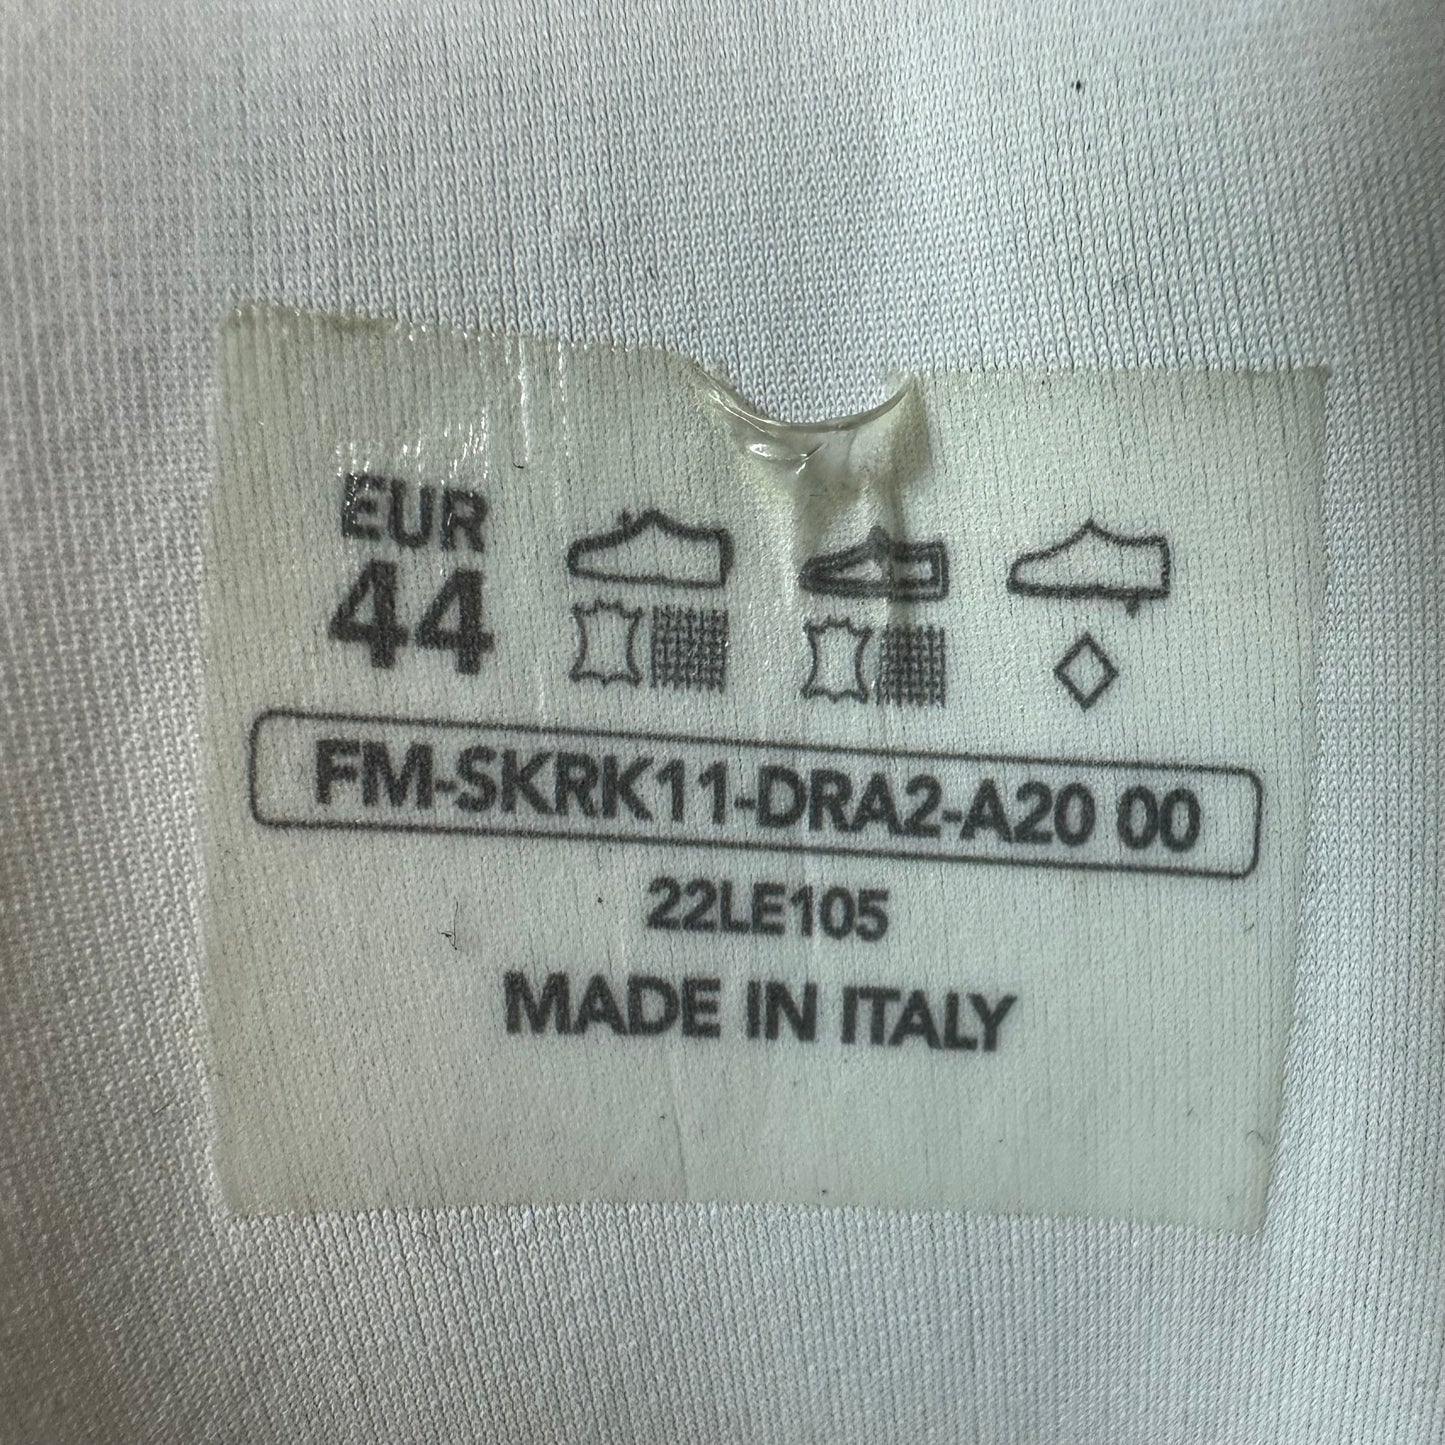 EUR
44
FM-SKRK11-DRA2-A20 00
22LE105
MADE IN ITALY